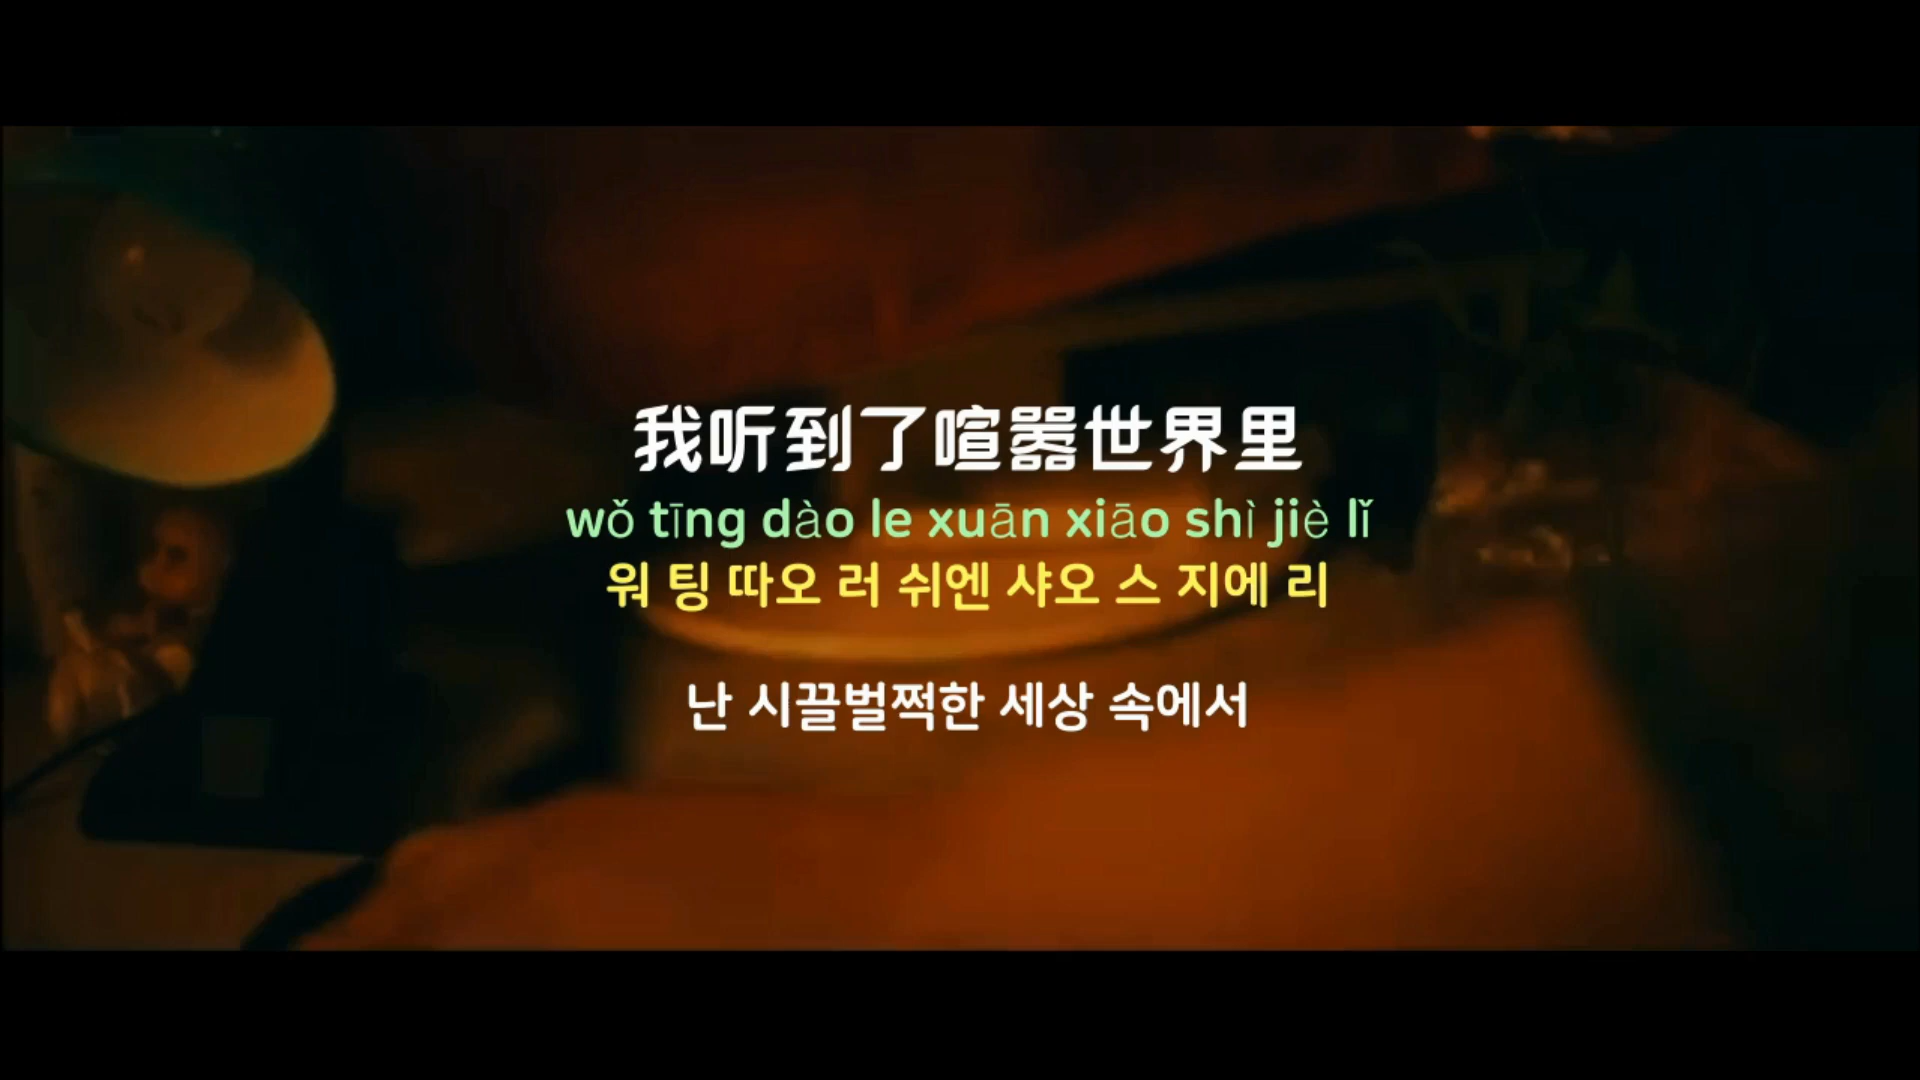 我听到了喧嚣世界里
wǒ tīng dào le xuān xiāo shì jiè lǐ
워 팅 따오 러 쉬엔 샤오 스 지에 리
난 시끌벌쩍한 세상 속에서